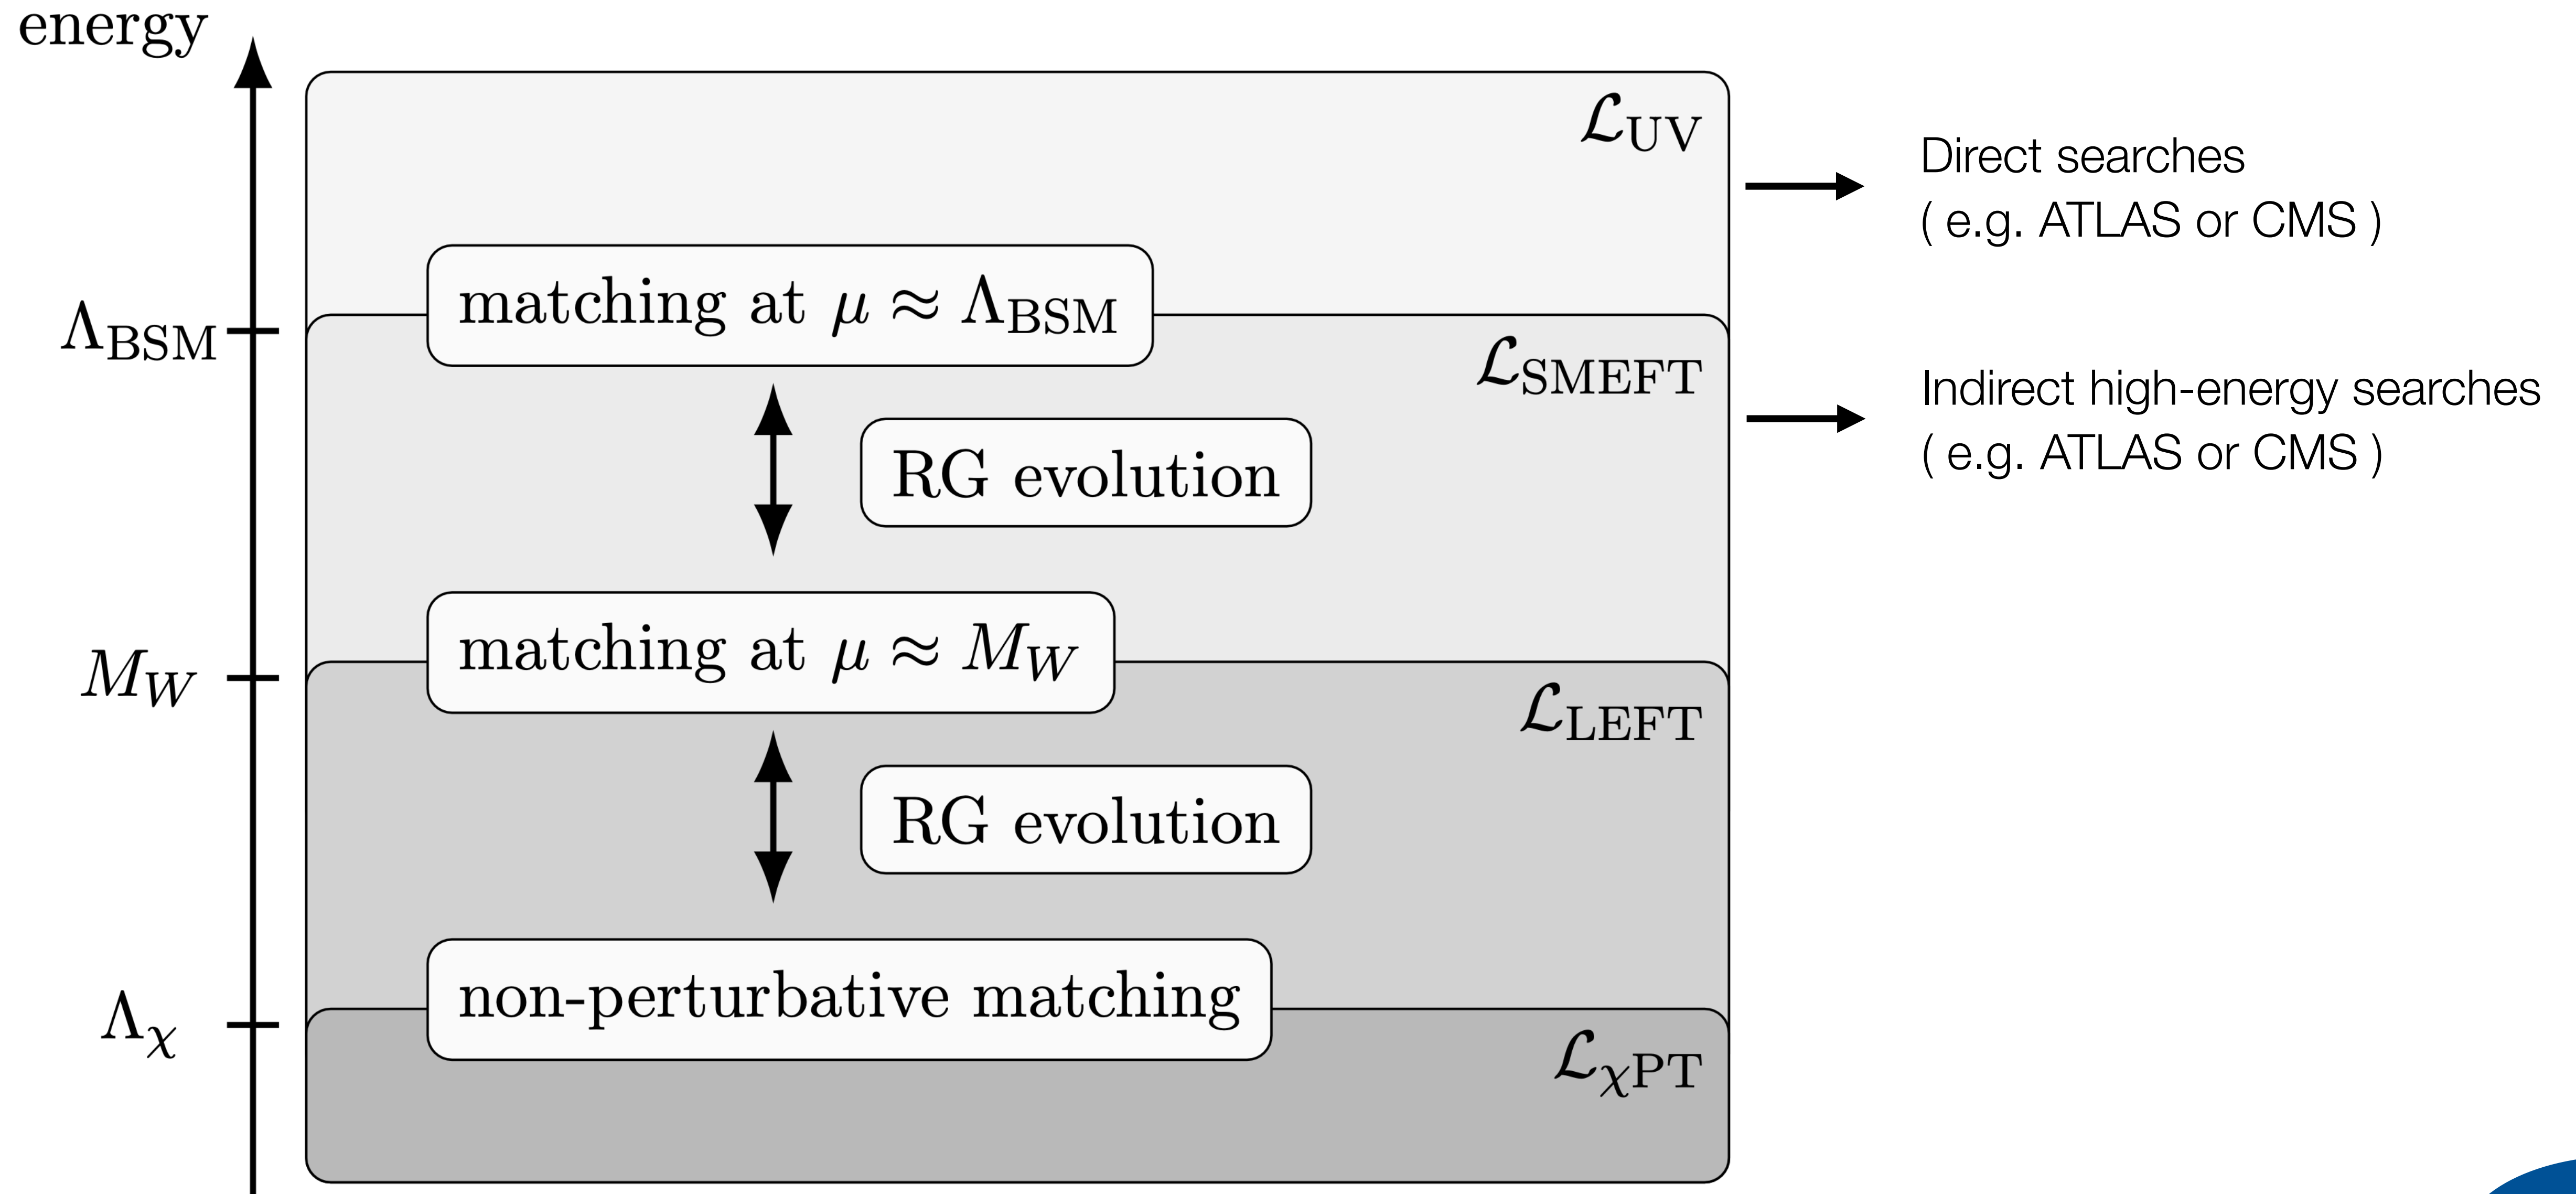 energy
ℒ_UV
Direct searches
( e.g. ATLAS or CMS )
matching at μ ≈ Λ_BSM
Λ_BSM
ℒ_SMEFT
Indirect high-energy searches
( e.g. ATLAS or CMS )
RG evolution
matching at μ ≈ M_W
M_W
ℒ_LEFT
RG evolution
non-perturbative matching
Λ_χ
ℒ_χPT